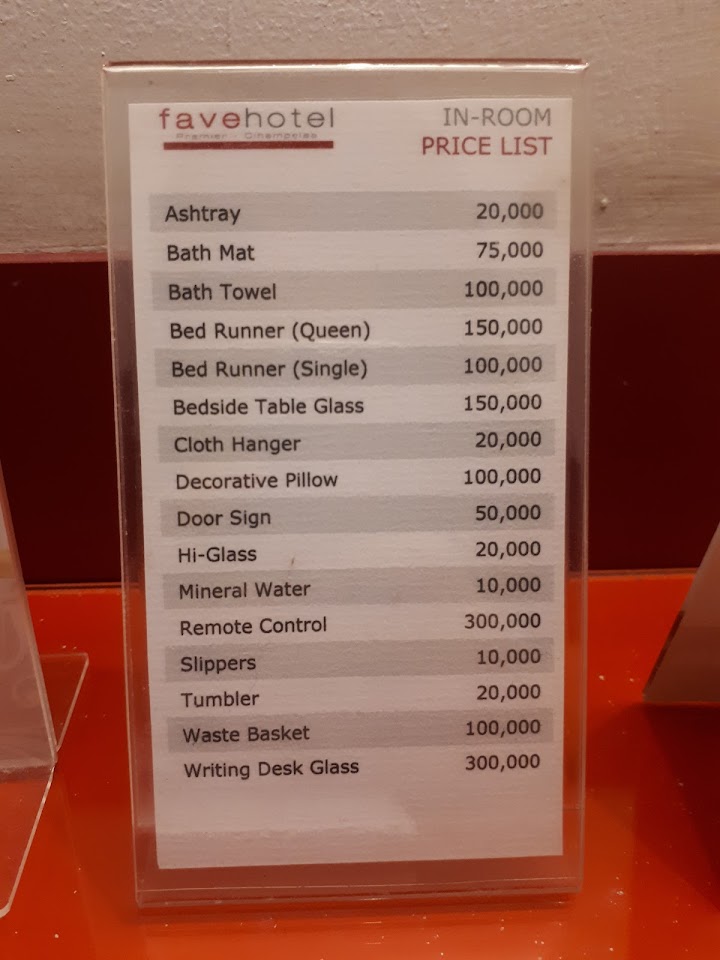 favehotel
Premier - Cihampelas
IN-ROOM
PRICE LIST
Ashtray 20,000
Bath Mat 75,000
Bath Towel 100,000
Bed Runner (Queen) 150,000
Bed Runner (Single) 100,000
Bedside Table Glass 150,000
Cloth Hanger 20,000
Decorative Pillow 100,000
Door Sign 50,000
Hi-Glass 20,000
Mineral Water 10,000
Remote Control 300,000
Slippers 10,000
Tumbler 20,000
Waste Basket 100,000
Writing Desk Glass 300,000